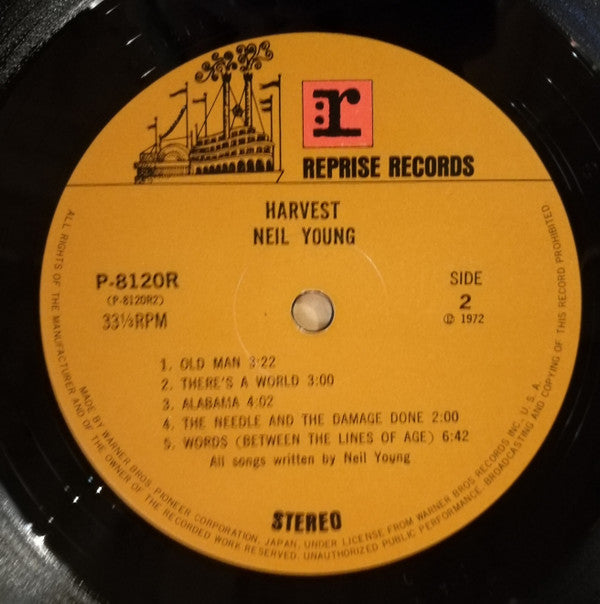 r
REPRISE RECORDS
HARVEST
NEIL YOUNG
P-8120R
(P-8120R2)
33⅓RPM
SIDE
2
Ⓟ 1972
1. OLD MAN 3:22
2. THERE'S A WORLD 3:00
3. ALABAMA 4:02
4. THE NEEDLE AND THE DAMAGE DONE 2:00
5. WORDS (BETWEEN THE LINES OF AGE) 6:42
All songs written by Neil Young
STEREO
MADE BY WARNER BROS. PIONEER CORPORATION, JAPAN, UNDER LICENSE FROM WARNER BROS RECORDS INC. U.S.A.
ALL RIGHTS OF THE MANUFACTURER AND OF THE OWNER OF THE RECORDED WORK RESERVED. UNAUTHORIZED PUBLIC PERFORMANCE, BROADCASTING AND COPYING OF THIS RECORD PROHIBITED